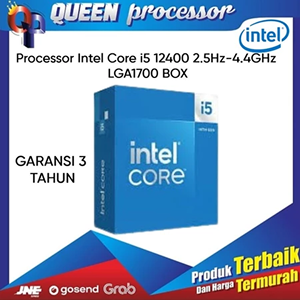 QUEEN processor
intel
Processor Intel Core i5 12400 2.5Hz-4.4GHz
LGA1700 BOX
i5
intel
CORE
GARANSI 3
TAHUN
Produk Terbaik
Dan Harga Termurah
JNE
gosend
Grab